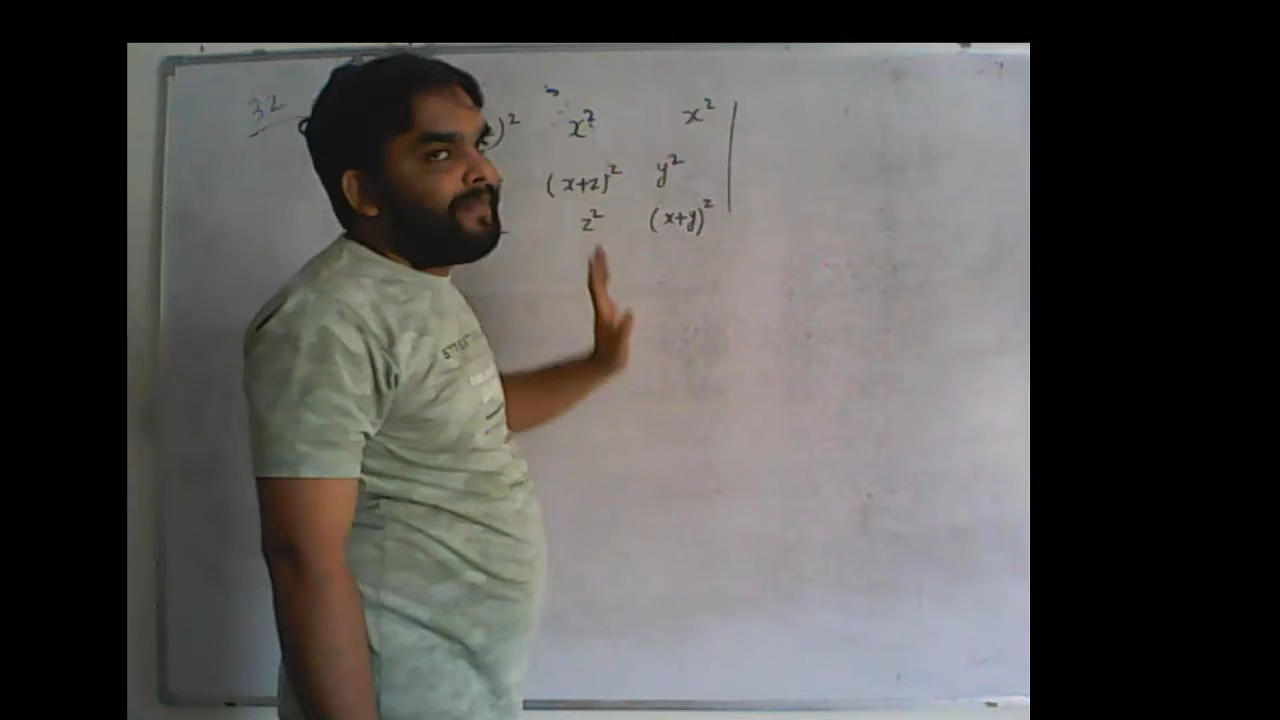 32
)² x² x²
(x+z)² y²
z² (x+y)²